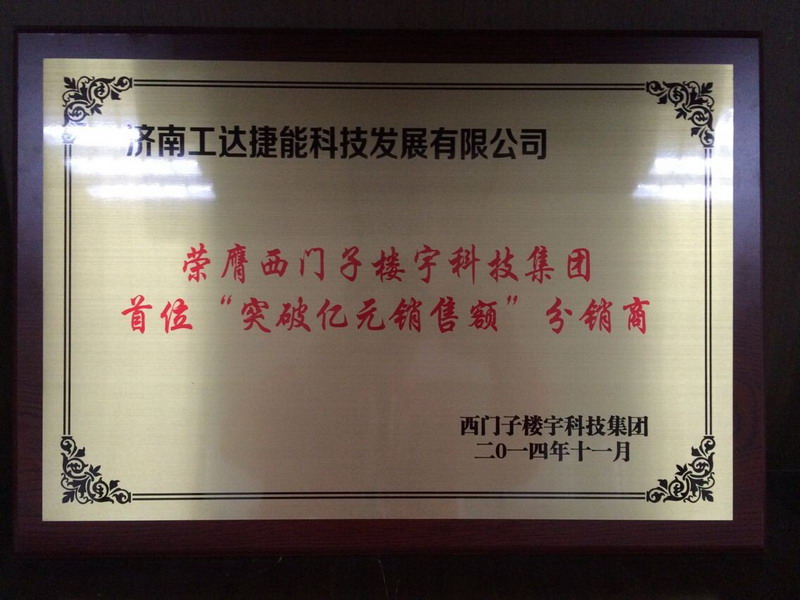 济南工达捷能科技发展有限公司
荣膺西门子楼宇科技集团
首位“突破亿元销售额”分销商
西门子楼宇科技集团
二0一四年十一月